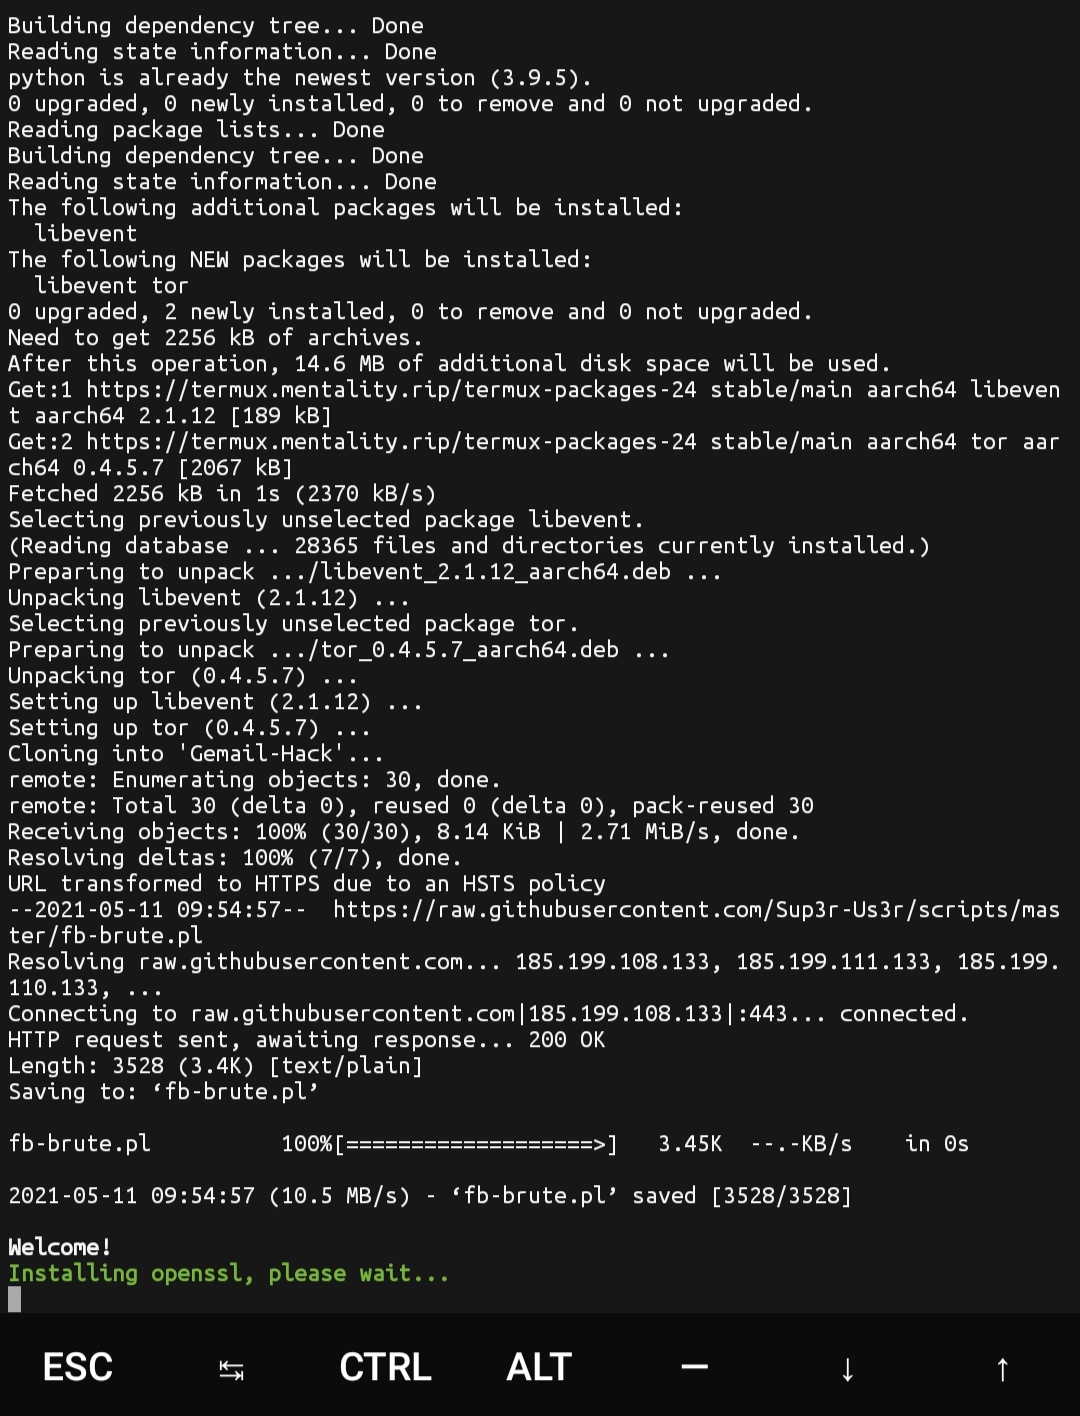 Building dependency tree... Done
Reading state information... Done
python is already the newest version (3.9.5).
0 upgraded, 0 newly installed, 0 to remove and 0 not upgraded.
Reading package lists... Done
Building dependency tree... Done
Reading state information... Done
The following additional packages will be installed:
  libevent
The following NEW packages will be installed:
  libevent tor
0 upgraded, 2 newly installed, 0 to remove and 0 not upgraded.
Need to get 2256 kB of archives.
After this operation, 14.6 MB of additional disk space will be used.
Get:1 https://termux.mentality.rip/termux-packages-24 stable/main aarch64 libeven
t aarch64 2.1.12 [189 kB]
Get:2 https://termux.mentality.rip/termux-packages-24 stable/main aarch64 tor aar
ch64 0.4.5.7 [2067 kB]
Fetched 2256 kB in 1s (2370 kB/s)
Selecting previously unselected package libevent.
(Reading database ... 28365 files and directories currently installed.)
Preparing to unpack .../libevent_2.1.12_aarch64.deb ...
Unpacking libevent (2.1.12) ...
Selecting previously unselected package tor.
Preparing to unpack .../tor_0.4.5.7_aarch64.deb ...
Unpacking tor (0.4.5.7) ...
Setting up libevent (2.1.12) ...
Setting up tor (0.4.5.7) ...
Cloning into 'Gemail-Hack'...
remote: Enumerating objects: 30, done.
remote: Total 30 (delta 0), reused 0 (delta 0), pack-reused 30
Receiving objects: 100% (30/30), 8.14 KiB | 2.71 MiB/s, done.
Resolving deltas: 100% (7/7), done.
URL transformed to HTTPS due to an HSTS policy
--2021-05-11 09:54:57--  https://raw.githubusercontent.com/Sup3r-Us3r/scripts/mas
ter/fb-brute.pl
Resolving raw.githubusercontent.com... 185.199.108.133, 185.199.111.133, 185.199.
110.133, ...
Connecting to raw.githubusercontent.com|185.199.108.133|:443... connected.
HTTP request sent, awaiting response... 200 OK
Length: 3528 (3.4K) [text/plain]
Saving to: ‘fb-brute.pl’
fb-brute.pl          100%[===================>]   3.45K  --.-KB/s    in 0s
2021-05-11 09:54:57 (10.5 MB/s) - ‘fb-brute.pl’ saved [3528/3528]
Welcome!
Installing openssl, please wait...
ESC ↹ CTRL ALT — ↓ ↑